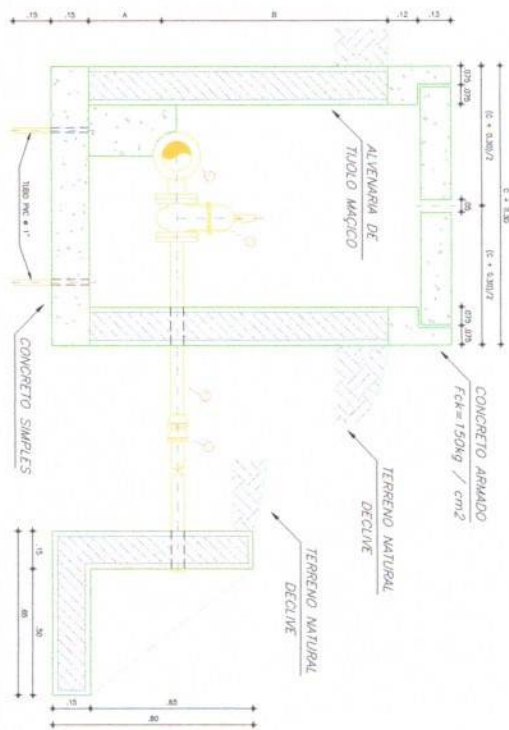 .15
.15
A
B
.12
.13
C + 0.30
(C + 0.30)/2
(C + 0.30)/2
.075
.075
.05
.075
.075
ALVENARIA DE
TIJOLO MAÇICO
CONCRETO ARMADO
Fck=150kg / cm2
TERRENO NATURAL
DECLIVE
TERRENO NATURAL
DECLIVE
TUBO PVC ø 1"
CONCRETO SIMPLES
.15
.50
.65
.15
.65
.80